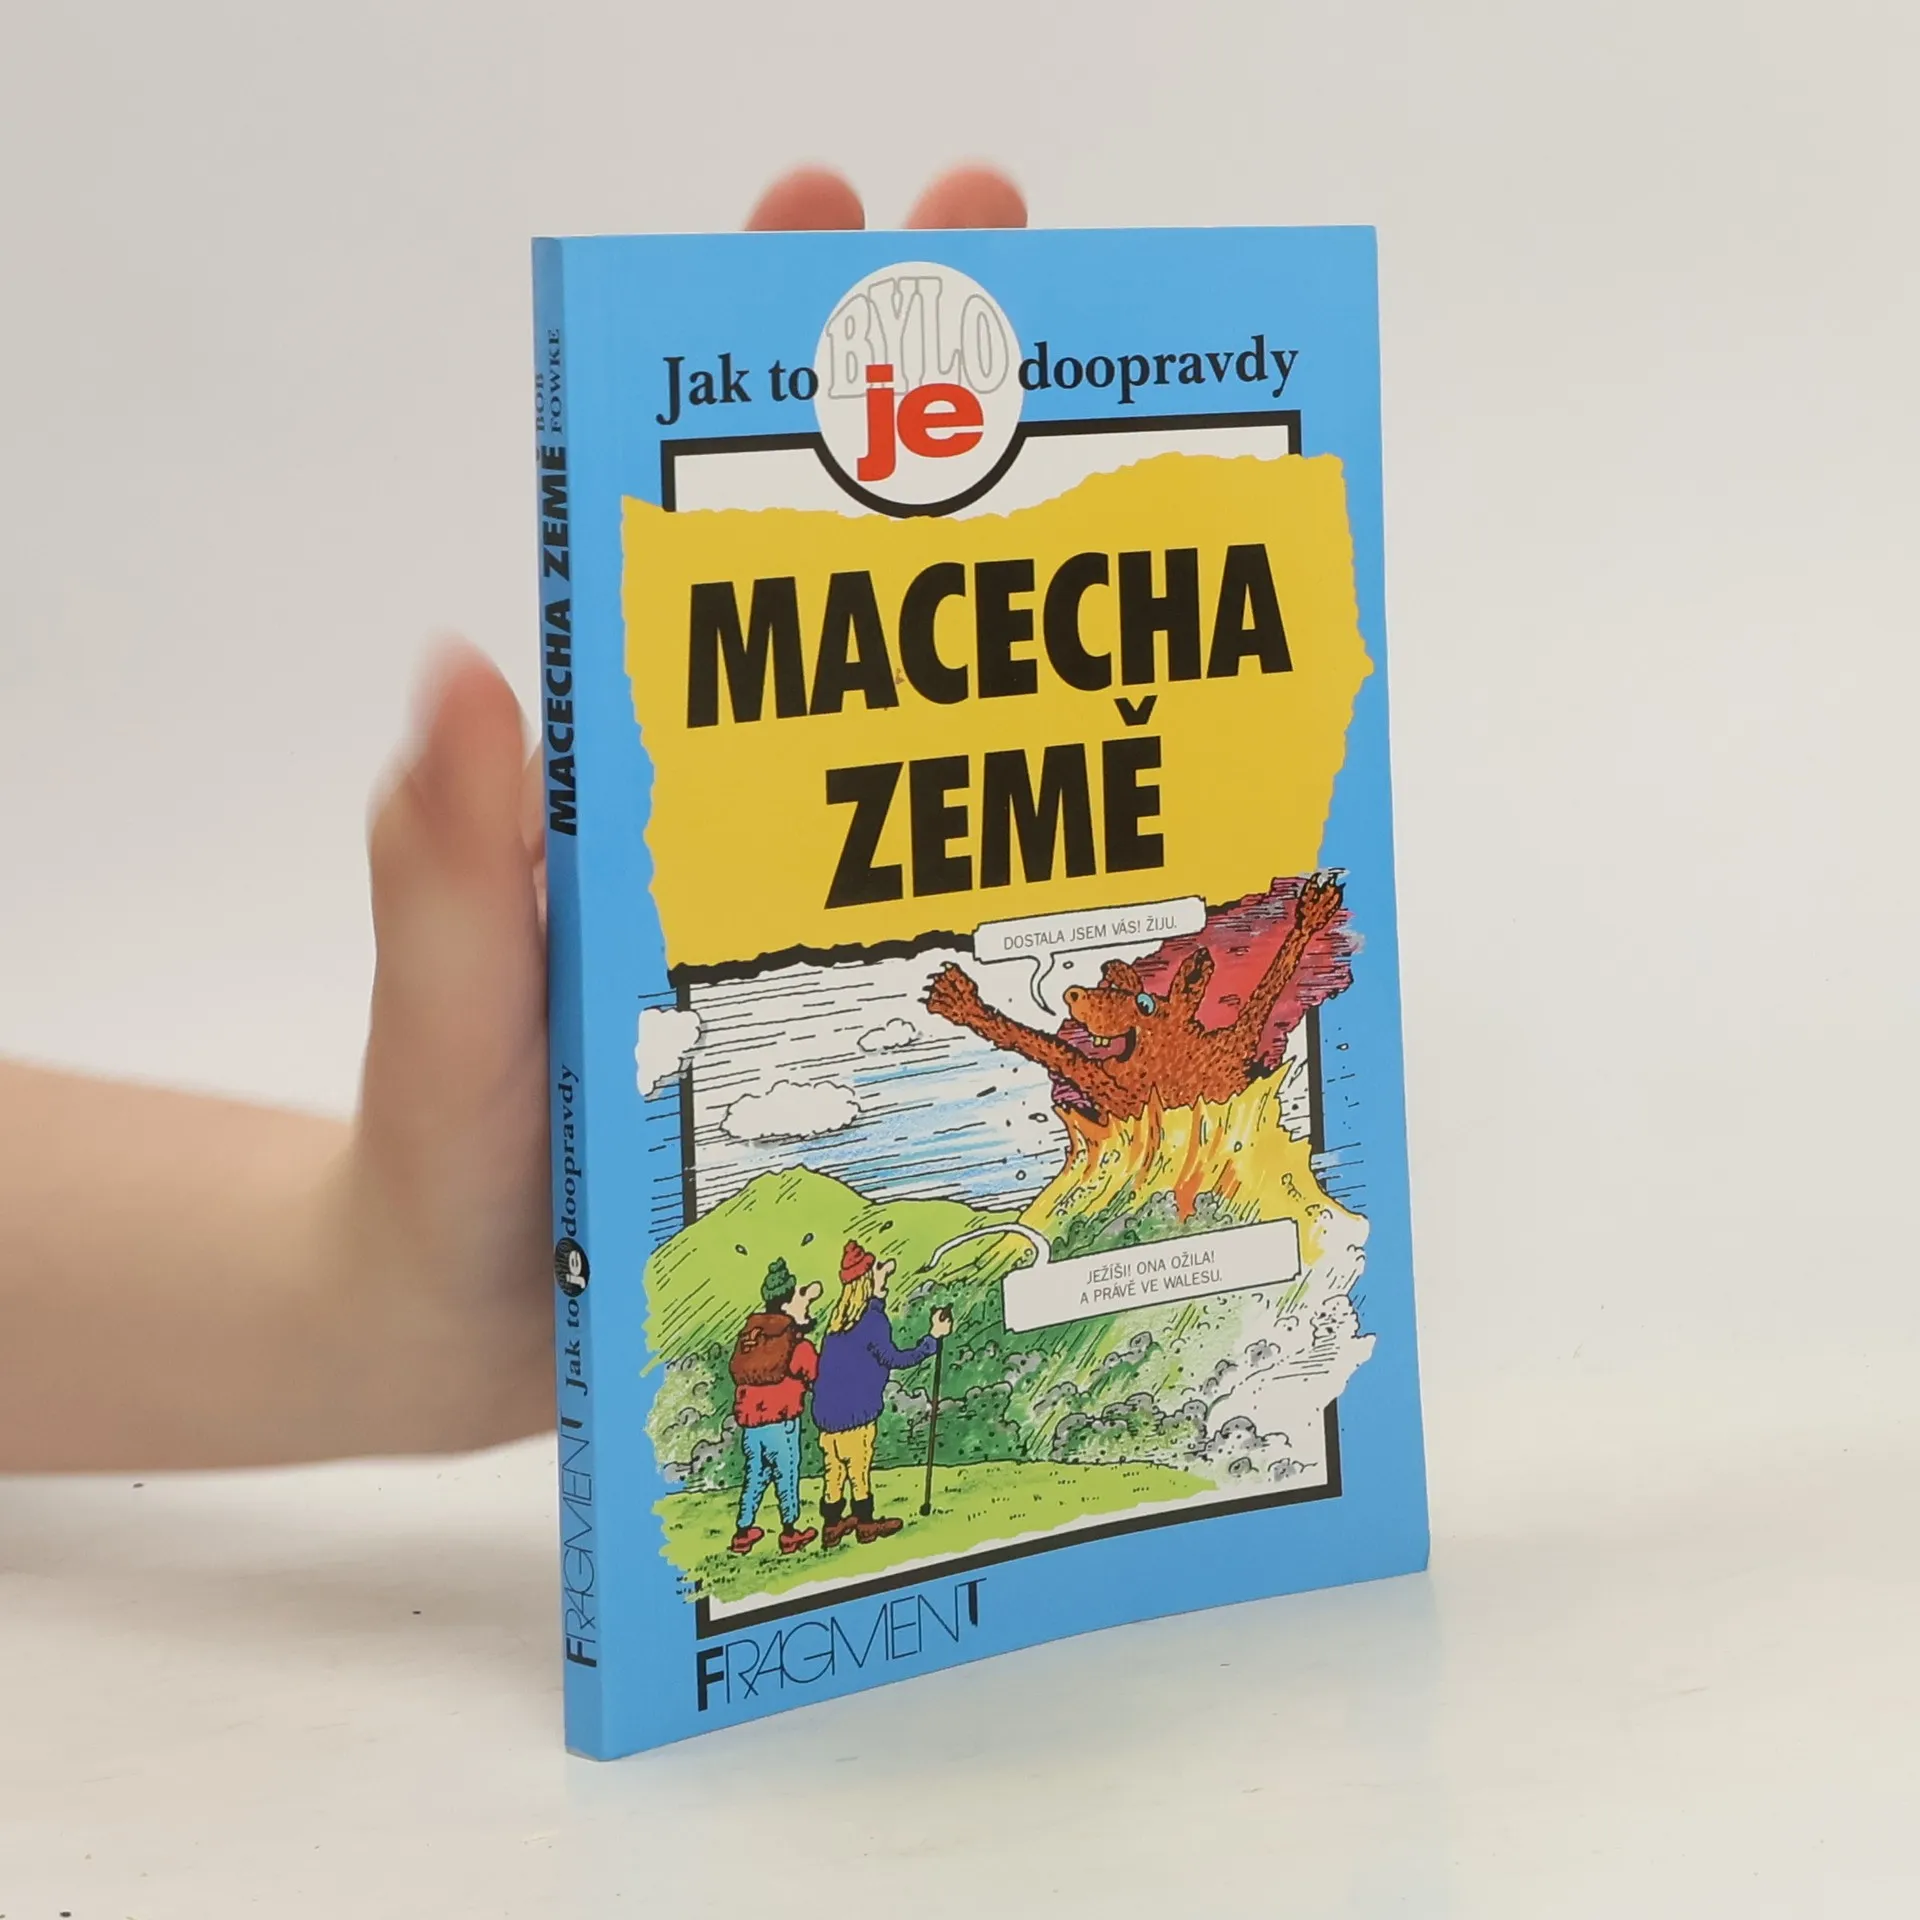 Jak to BYLO je doopravdy
MACECHA
ZEMĚ
DOSTALA JSEM VÁS! ŽIJU.
JEŽÍŠI! ONA OŽILA!
A PRÁVĚ VE WALESU.
FRAGMENT
BOB
FOWKE
MACECHA ZEMĚ
Jak to BYLO je doopravdy
FRAGMENT